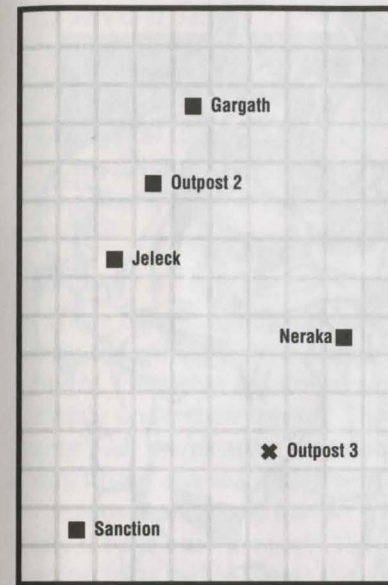 Gargath
Outpost 2
Jeleck
Neraka
Outpost 3
Sanction